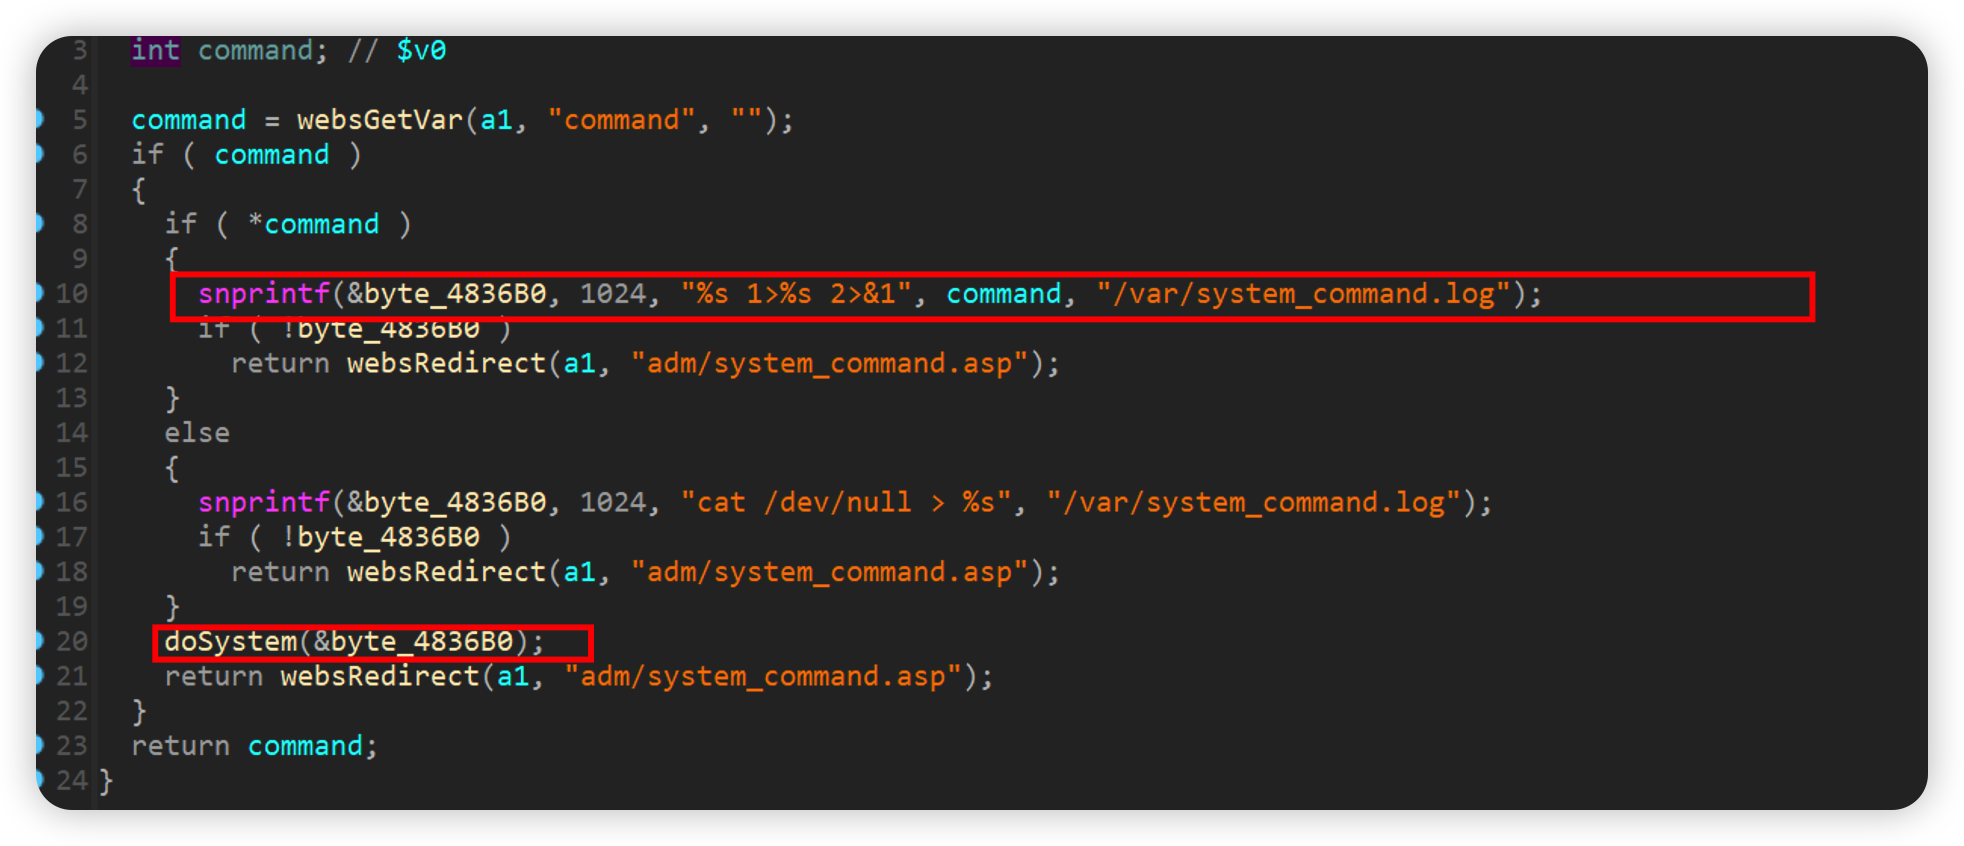 3 int command; // $v0
4
5 command = websGetVar(a1, "command", "");
6 if ( command )
7 {
8 if ( *command )
9 {
10 snprintf(&byte_4836B0, 1024, "%s 1>%s 2>&1", command, "/var/system_command.log");
11 if ( !byte_4836B0 )
12 return websRedirect(a1, "adm/system_command.asp");
13 }
14 else
15 {
16 snprintf(&byte_4836B0, 1024, "cat /dev/null > %s", "/var/system_command.log");
17 if ( !byte_4836B0 )
18 return websRedirect(a1, "adm/system_command.asp");
19 }
20 doSystem(&byte_4836B0);
21 return websRedirect(a1, "adm/system_command.asp");
22 }
23 return command;
24 }